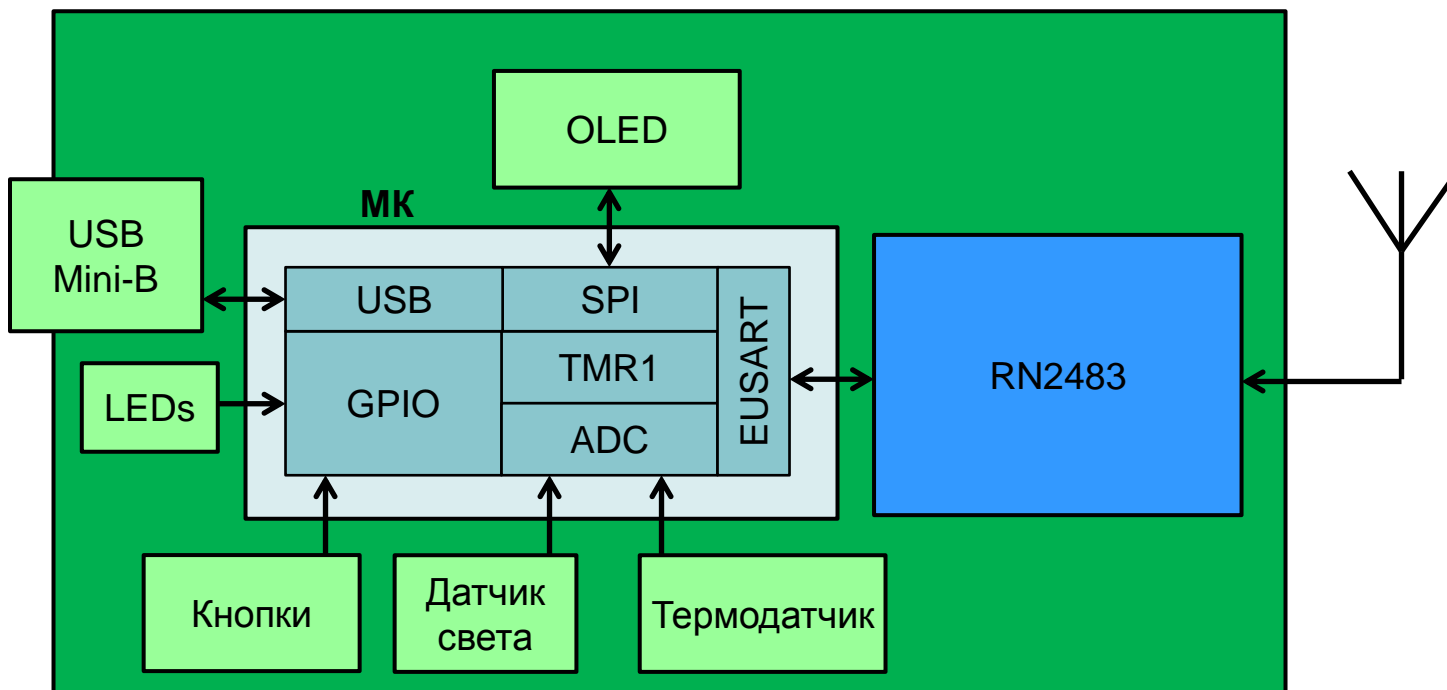 OLED
МК
USB
Mini-B
USB
SPI
EUSART
TMR1
RN2483
LEDs
GPIO
ADC
Кнопки
Датчик
света
Термодатчик